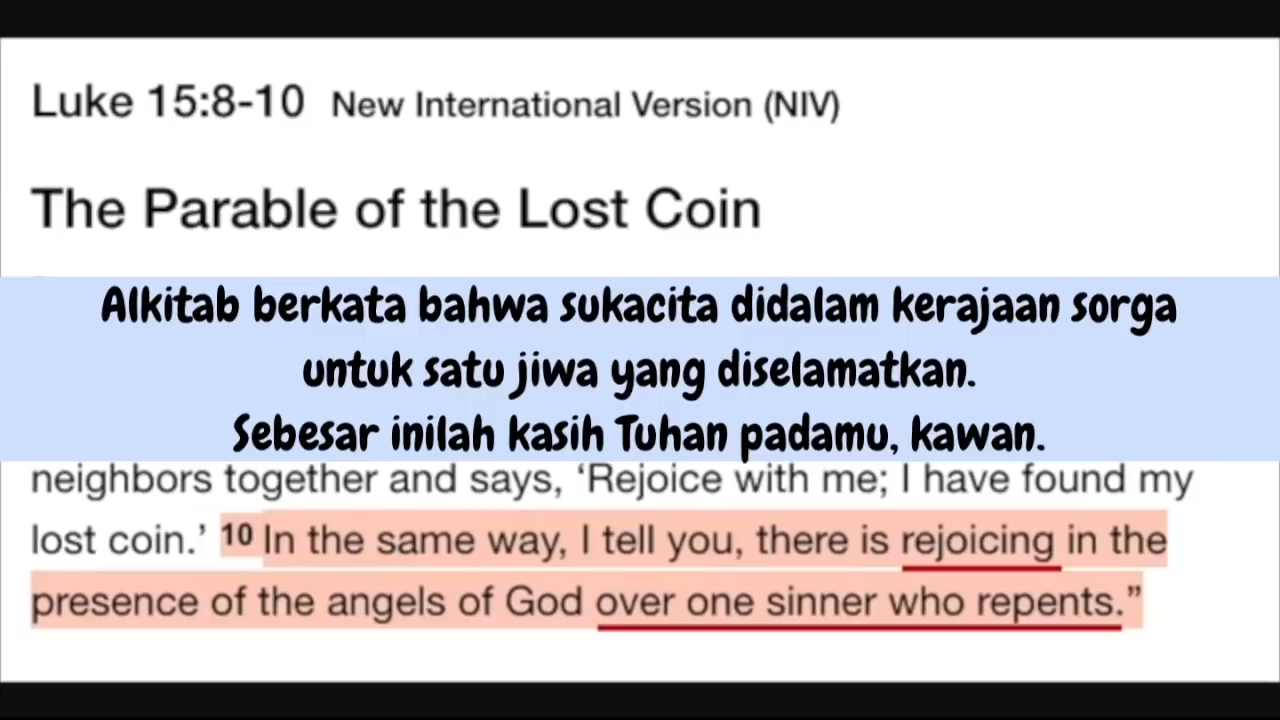 Luke 15:8-10 New International Version (NIV)
The Parable of the Lost Coin
Alkitab berkata bahwa sukacita didalam kerajaan sorga
untuk satu jiwa yang diselamatkan.
Sebesar inilah kasih Tuhan padamu, kawan.
neighbors together and says, ‘Rejoice with me; I have found my
lost coin.’ 10 In the same way, I tell you, there is rejoicing in the
presence of the angels of God over one sinner who repents.”